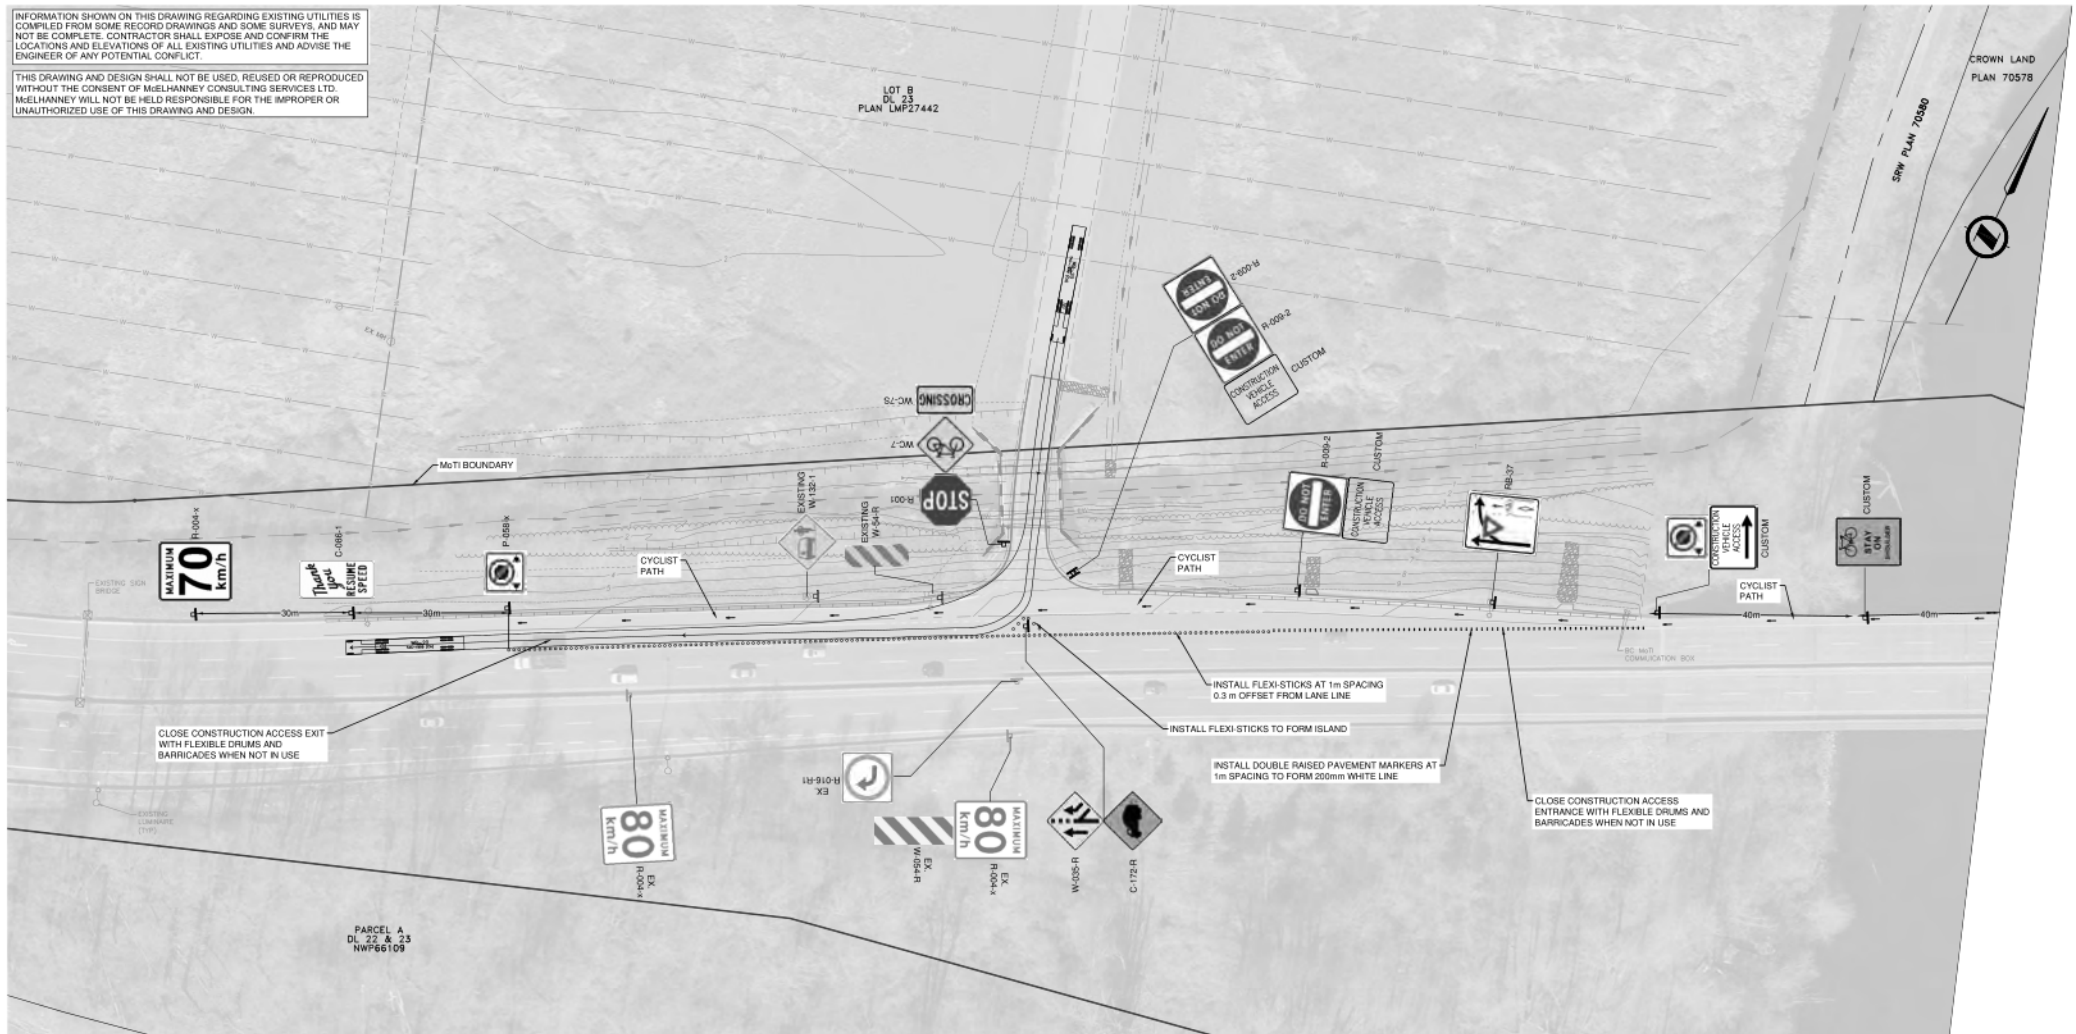 INFORMATION SHOWN ON THIS DRAWING REGARDING EXISTING UTILITIES IS
COMPILED FROM SOME RECORD DRAWINGS AND SOME SURVEYS, AND MAY
NOT BE COMPLETE. CONTRACTOR SHALL EXPOSE AND CONFIRM THE
LOCATIONS AND ELEVATIONS OF ALL EXISTING UTILITIES AND ADVISE THE
ENGINEER OF ANY POTENTIAL CONFLICT.
THIS DRAWING AND DESIGN SHALL NOT BE USED, REUSED OR REPRODUCED
WITHOUT THE CONSENT OF McELHANNEY CONSULTING SERVICES LTD.
McELHANNEY WILL NOT BE HELD RESPONSIBLE FOR THE IMPROPER OR
UNAUTHORIZED USE OF THIS DRAWING AND DESIGN.
LOT B
DL 23
PLAN LMP27442
CROWN LAND
PLAN 70578
SRW PLAN 70580
EX MH
DO NOT
ENTER
R-009-2
DO NOT
ENTER
R-009-2
CONSTRUCTION
VEHICLE
ACCESS
CUSTOM
CROSSING
WC-7S
WC-7
STOP
R-001
MoTI BOUNDARY
MAXIMUM
70
km/h
R-004-x
Thank
you
RESUME
SPEED
C-086-1
P-058-x
EXISTING
W-132-1
EXISTING
W-54-R
DO NOT
ENTER
R-009-2
CONSTRUCTION
VEHICLE
ACCESS
CUSTOM
RB-37
CONSTRUCTION
VEHICLE
ACCESS
CUSTOM
STAY
ON
SHOULDER
CUSTOM
EXISTING SIGN
BRIDGE
CYCLIST
PATH
CYCLIST
PATH
CYCLIST
PATH
30m
30m
40m
40m
BC MoTI
COMMUICATION BOX
INSTALL FLEXI-STICKS AT 1m SPACING
0.3 m OFFSET FROM LANE LINE
INSTALL FLEXI-STICKS TO FORM ISLAND
INSTALL DOUBLE RAISED PAVEMENT MARKERS AT
1m SPACING TO FORM 200mm WHITE LINE
CLOSE CONSTRUCTION ACCESS EXIT
WITH FLEXIBLE DRUMS AND
BARRICADES WHEN NOT IN USE
CLOSE CONSTRUCTION ACCESS
ENTRANCE WITH FLEXIBLE DRUMS AND
BARRICADES WHEN NOT IN USE
EXISTING
LUMINAIRE
(TYP)
MAXIMUM
80
km/h
EX.
R-004-x
EX.
R-016-R1
EX.
W-054-R
MAXIMUM
80
km/h
EX.
R-004-x
W-035-R
C-172-R
PARCEL A
DL 22 & 23
NWP66109